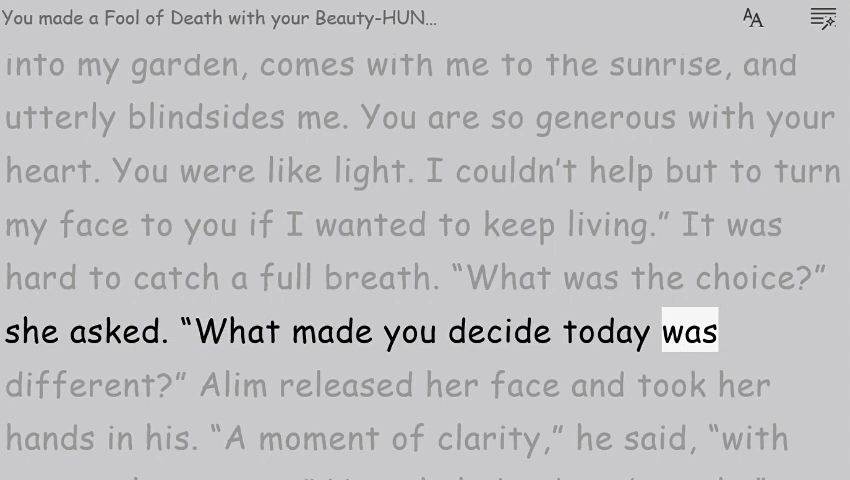 You made a Fool of Death with your Beauty-HUN...
into my garden, comes with me to the sunrise, and
utterly blindsides me. You are so generous with your
heart. You were like light. I couldn’t help but to turn
my face to you if I wanted to keep living.” It was
hard to catch a full breath. “What was the choice?”
she asked. “What made you decide today was
different?” Alim released her face and took her
hands in his. “A moment of clarity,” he said, “with